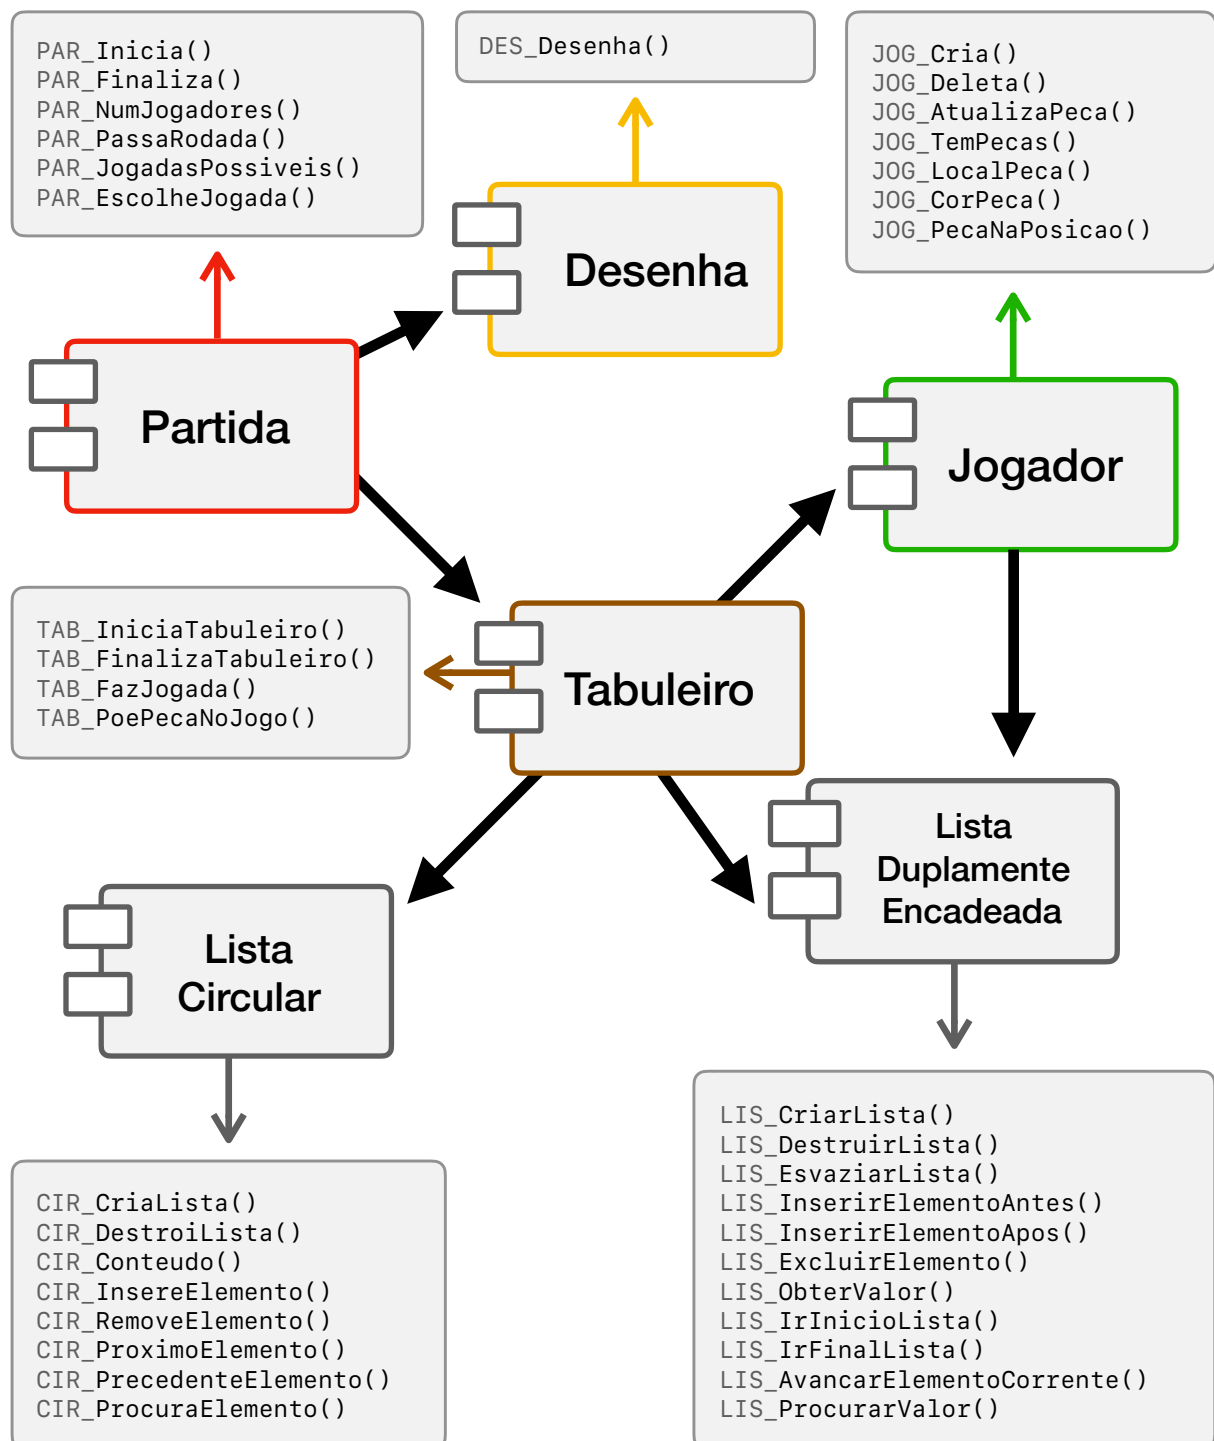 PAR_Inicia()
PAR_Finaliza()
PAR_NumJogadores()
PAR_PassaRodada()
PAR_JogadasPossiveis()
PAR_EscolheJogada()
DES_Desenha()
JOG_Cria()
JOG_Deleta()
JOG_AtualizaPeca()
JOG_TemPecas()
JOG_LocalPeca()
JOG_CorPeca()
JOG_PecaNaPosicao()
Desenha
Partida
Jogador
TAB_IniciaTabuleiro()
TAB_FinalizaTabuleiro()
TAB_FazJogada()
TAB_PoePecaNoJogo()
Tabuleiro
Lista
Duplamente
Encadeada
Lista
Circular
CIR_CriaLista()
CIR_DestroiLista()
CIR_Conteudo()
CIR_InsereElemento()
CIR_RemoveElemento()
CIR_ProximoElemento()
CIR_PrecedenteElemento()
CIR_ProcuraElemento()
LIS_CriarLista()
LIS_DestruirLista()
LIS_EsvaziarLista()
LIS_InserirElementoAntes()
LIS_InserirElementoApos()
LIS_ExcluirElemento()
LIS_ObterValor()
LIS_IrInicioLista()
LIS_IrFinalLista()
LIS_AvancarElementoCorrente()
LIS_ProcurarValor()